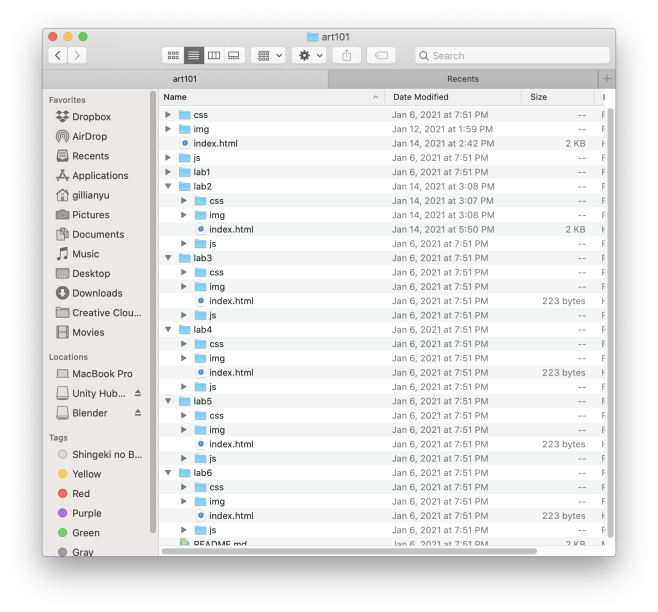 art101
Search
art101 Recents +
Favorites
Dropbox
AirDrop
Recents
Applications
gillianyu
Pictures
Documents
Music
Desktop
Downloads
Creative Clou...
Movies
Locations
MacBook Pro
Unity Hub...
Blender
Tags
Shingeki no B...
Yellow
Red
Purple
Green
Gray
Name Date Modified Size
css Jan 6, 2021 at 7:51 PM --
img Jan 12, 2021 at 1:59 PM --
index.html Jan 14, 2021 at 2:42 PM 2 KB
js Jan 6, 2021 at 7:51 PM --
lab1 Jan 6, 2021 at 7:51 PM --
lab2 Jan 14, 2021 at 3:08 PM --
css Jan 14, 2021 at 3:07 PM --
img Jan 14, 2021 at 3:08 PM --
index.html Jan 14, 2021 at 5:50 PM 2 KB
js Jan 6, 2021 at 7:51 PM --
lab3 Jan 6, 2021 at 7:51 PM --
css Jan 6, 2021 at 7:51 PM --
img Jan 6, 2021 at 7:51 PM --
index.html Jan 6, 2021 at 7:51 PM 223 bytes
js Jan 6, 2021 at 7:51 PM --
lab4 Jan 6, 2021 at 7:51 PM --
css Jan 6, 2021 at 7:51 PM --
img Jan 6, 2021 at 7:51 PM --
index.html Jan 6, 2021 at 7:51 PM 223 bytes
js Jan 6, 2021 at 7:51 PM --
lab5 Jan 6, 2021 at 7:51 PM --
css Jan 6, 2021 at 7:51 PM --
img Jan 6, 2021 at 7:51 PM --
index.html Jan 6, 2021 at 7:51 PM 223 bytes
js Jan 6, 2021 at 7:51 PM --
lab6 Jan 6, 2021 at 7:51 PM --
css Jan 6, 2021 at 7:51 PM --
img Jan 6, 2021 at 7:51 PM --
index.html Jan 6, 2021 at 7:51 PM 223 bytes
js Jan 6, 2021 at 7:51 PM --
README.md Jan 6, 2021 at 7:51 PM 2 KB